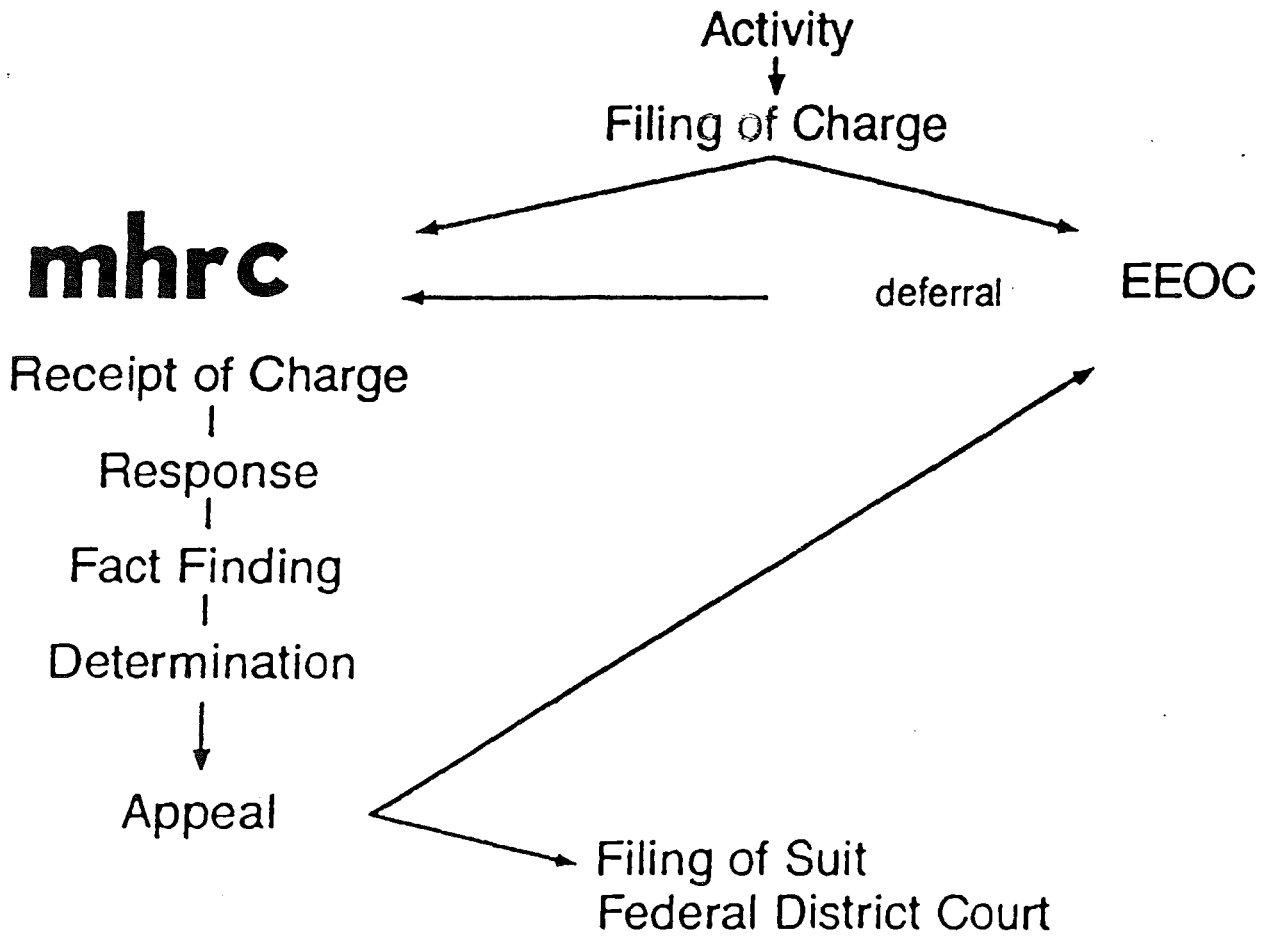 Activity
Filing of Charge
mhrc
deferral
EEOC
Receipt of Charge
Response
Fact Finding
Determination
Appeal
Filing of Suit
Federal District Court